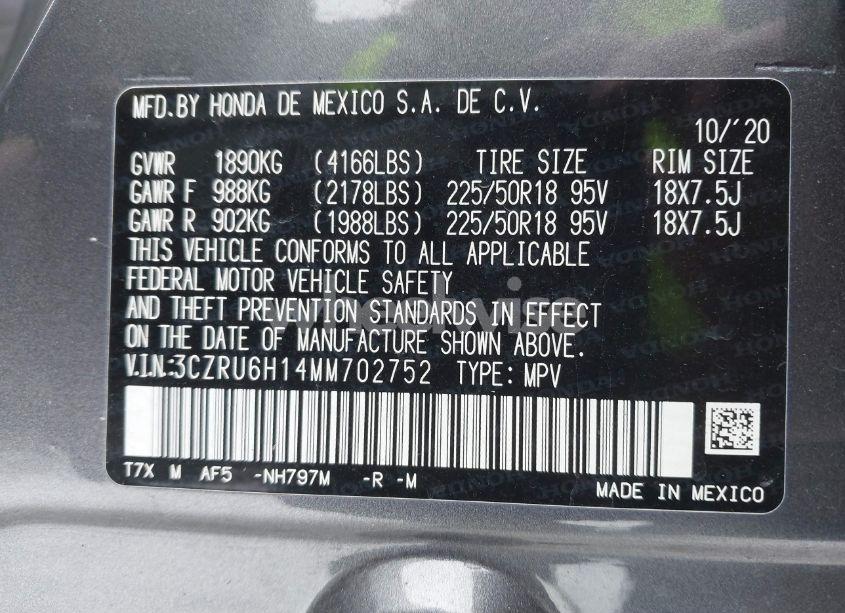 MFD.BY HONDA DE MEXICO S.A. DE C.V.
10/'20
GVWR 1890KG (4166LBS) TIRE SIZE RIM SIZE
GAWR F 988KG (2178LBS) 225/50R18 95V 18X7.5J
GAWR R 902KG (1988LBS) 225/50R18 95V 18X7.5J
THIS VEHICLE CONFORMS TO ALL APPLICABLE
FEDERAL MOTOR VEHICLE SAFETY
AND THEFT PREVENTION STANDARDS IN EFFECT
ON THE DATE OF MANUFACTURE SHOWN ABOVE.
V.I.N.:3CZRU6H14MM702752 TYPE: MPV
T7X M AF5 -NH797M -R -M
MADE IN MEXICO